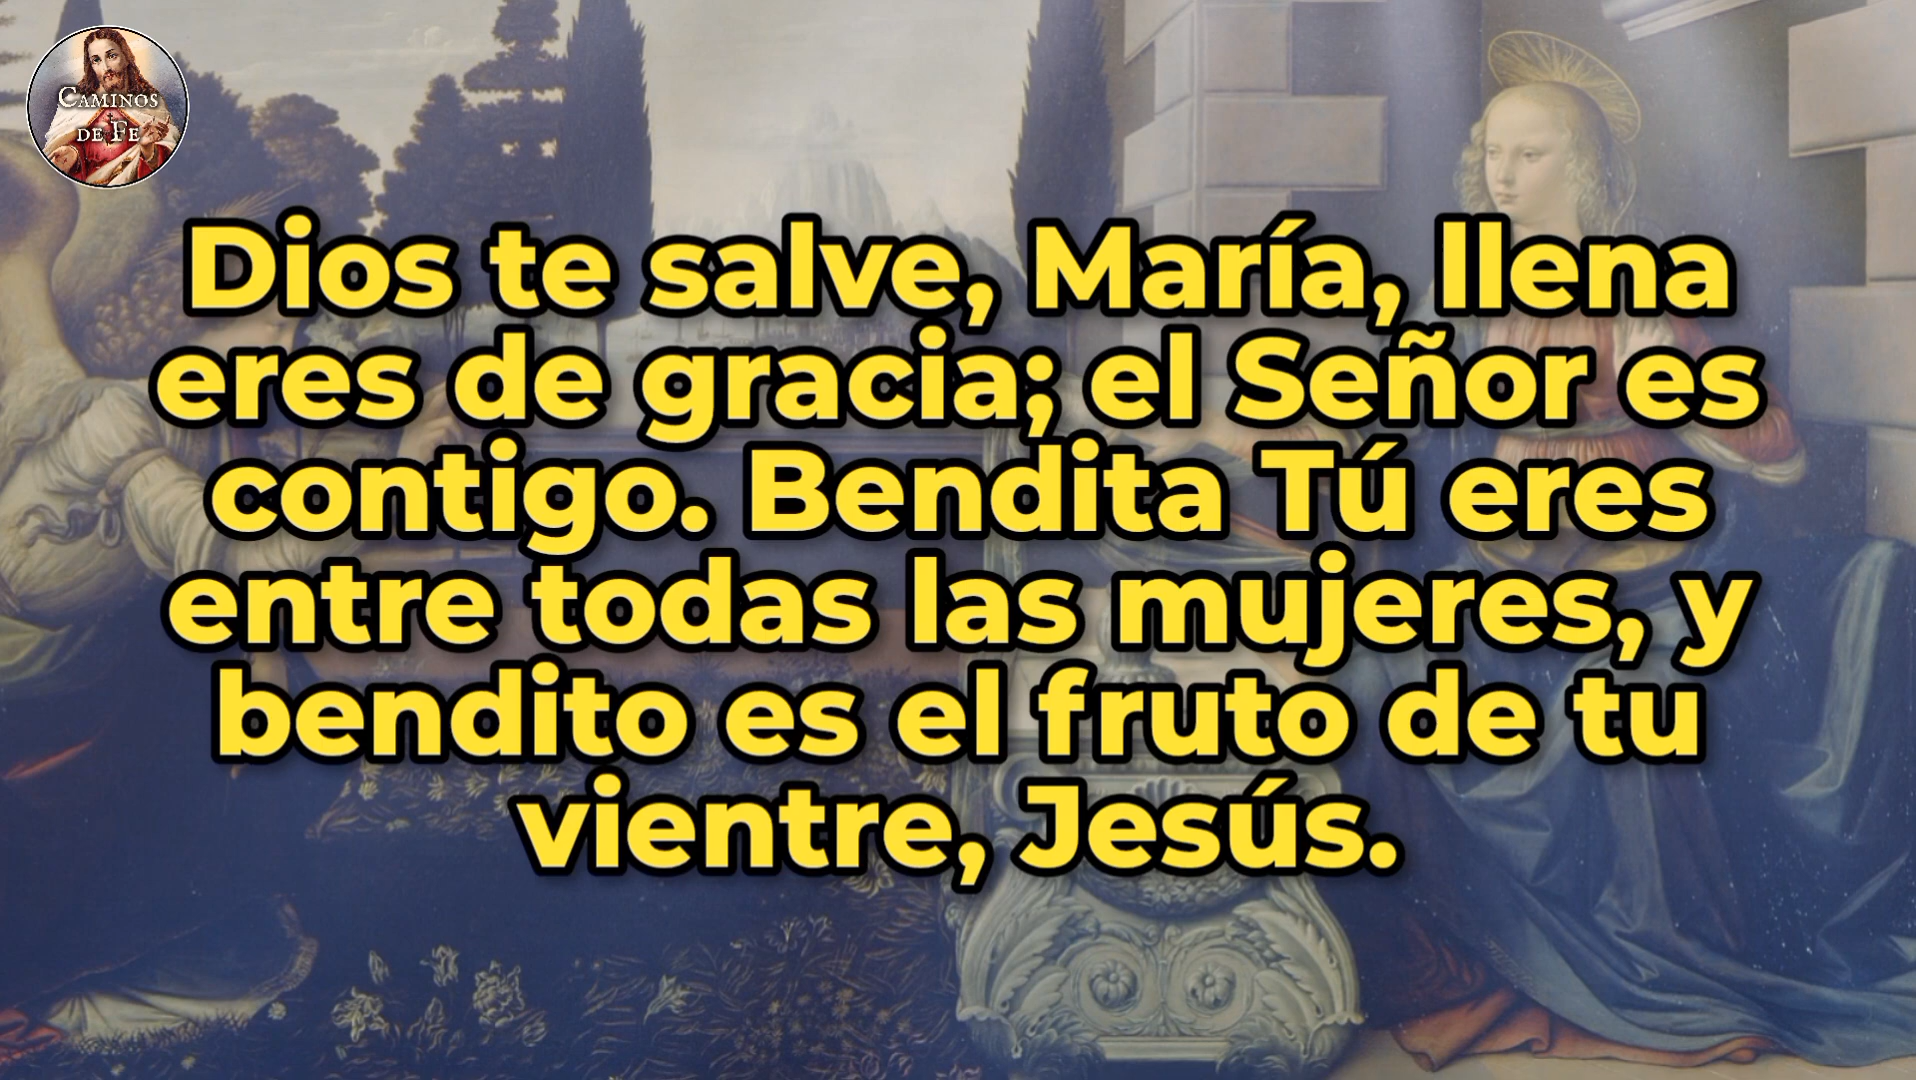 CAMINOS
DE FE
Dios te salve, María, llena
eres de gracia; el Señor es
contigo. Bendita Tú eres
entre todas las mujeres, y
bendito es el fruto de tu
vientre, Jesús.